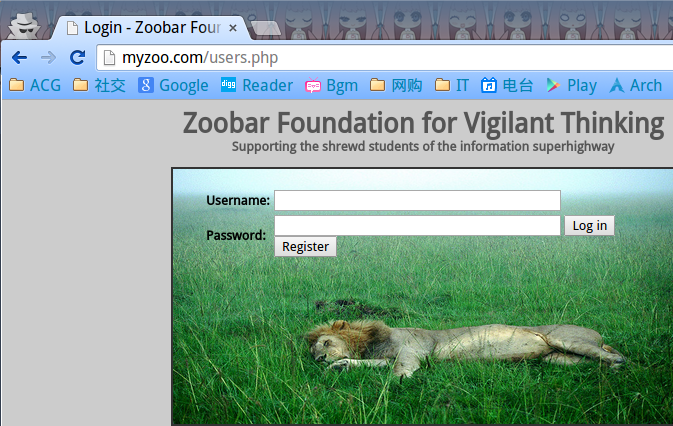 Login - Zoobar Four
myzoo.com/users.php
ACG 社交 Google digg Reader Bgm 网购 IT 电台 Play Arch
Zoobar Foundation for Vigilant Thinking
Supporting the shrewd students of the information superhighway
Username:
Password: Log in
Register